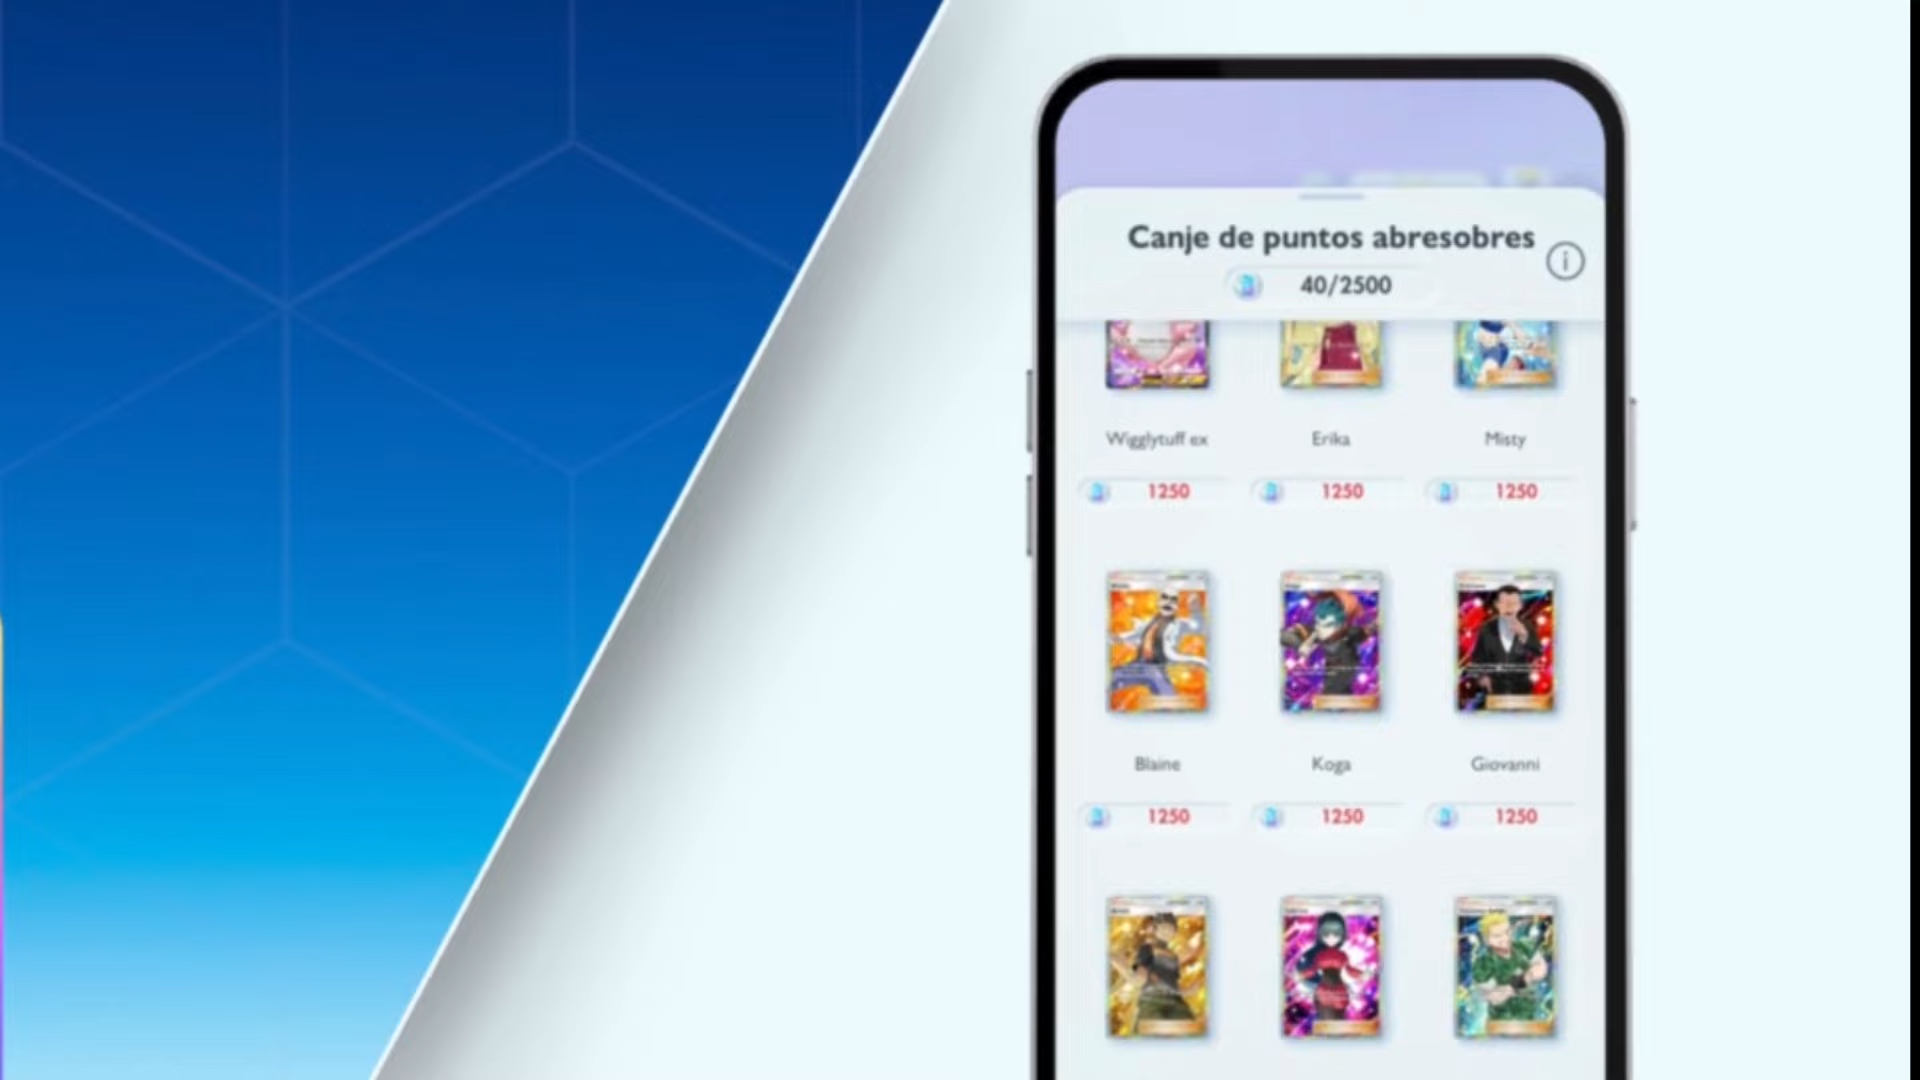 Canje de puntos abresobres
40/2500
Wigglytuff ex Erika Misty
1250 1250 1250
Blaine Koga Giovanni
1250 1250 1250